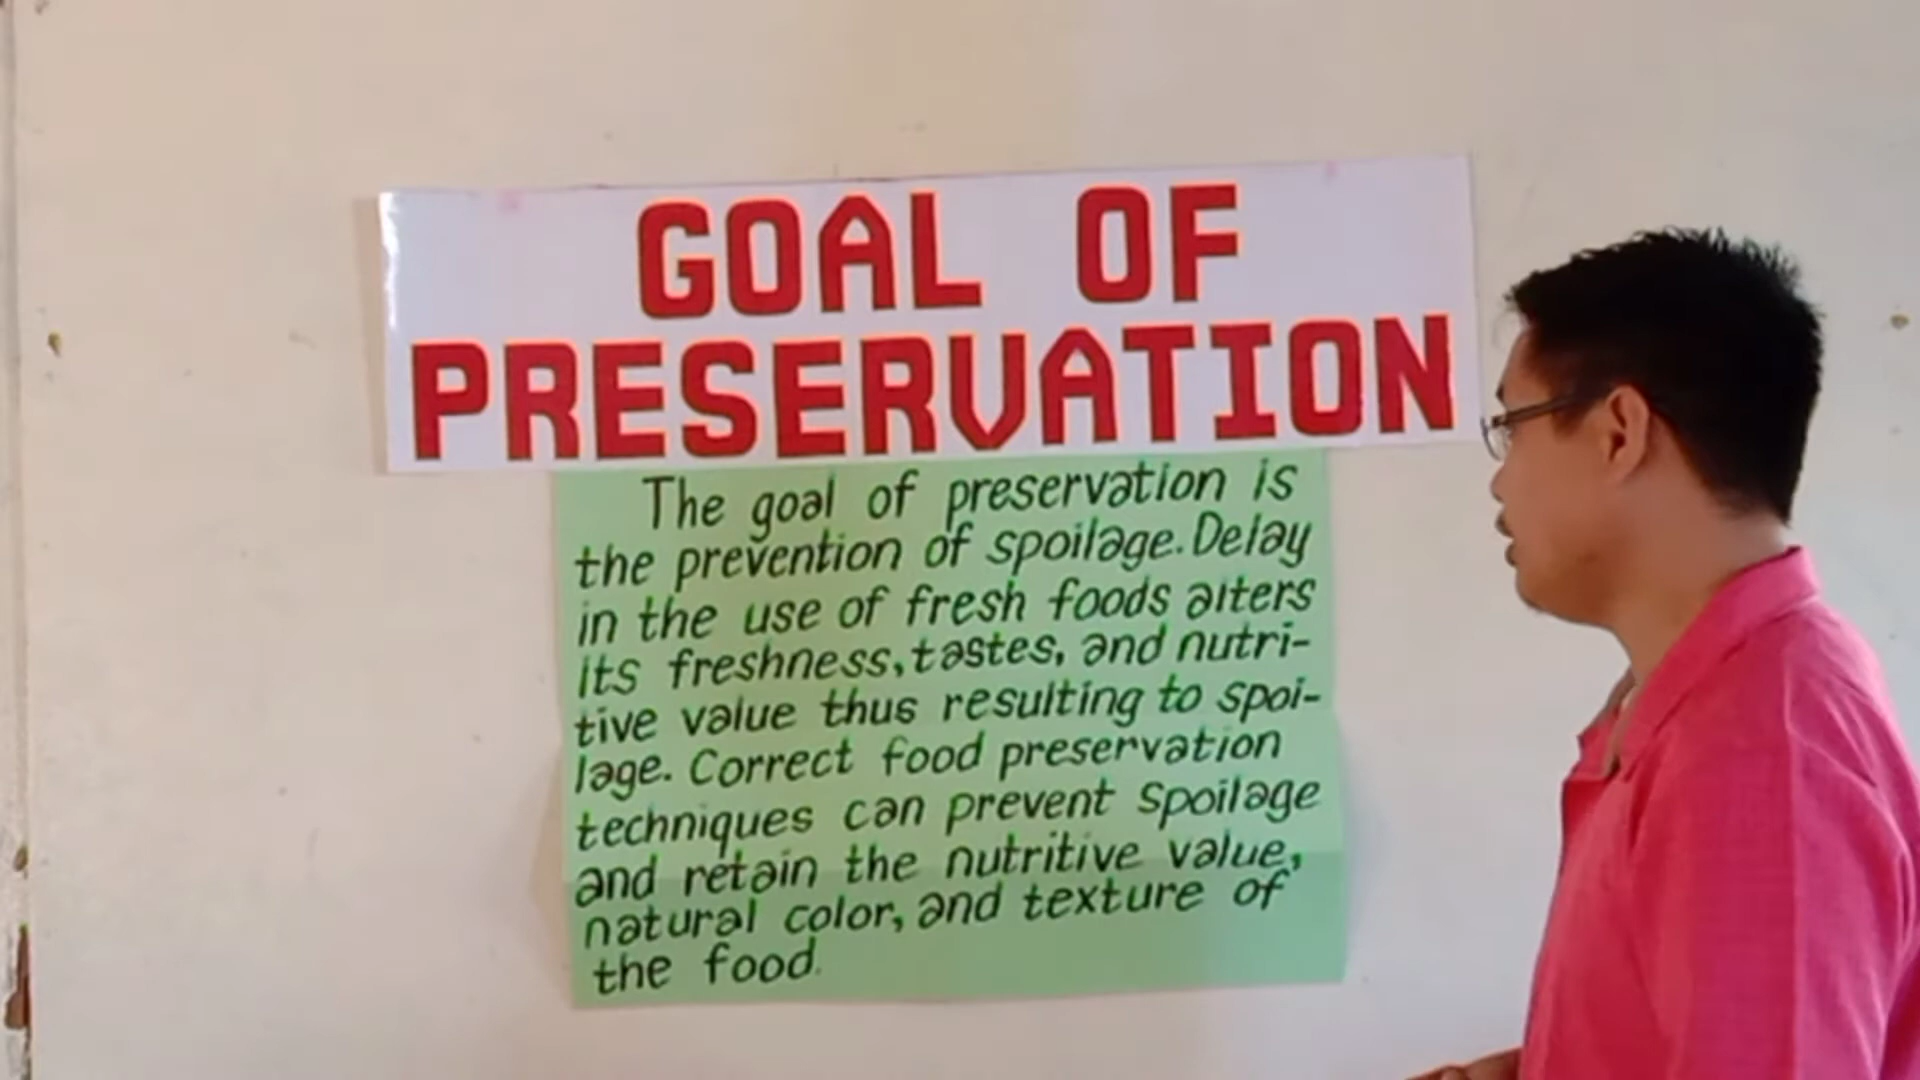 GOAL OF
PRESERVATION
The goal of preservation is
the prevention of spoilage. Delay
in the use of fresh foods alters
its freshness, tastes, and nutri-
tive value thus resulting to spoi-
lage. Correct food preservation
techniques can prevent spoilage
and retain the nutritive value,
natural color, and texture of
the food.